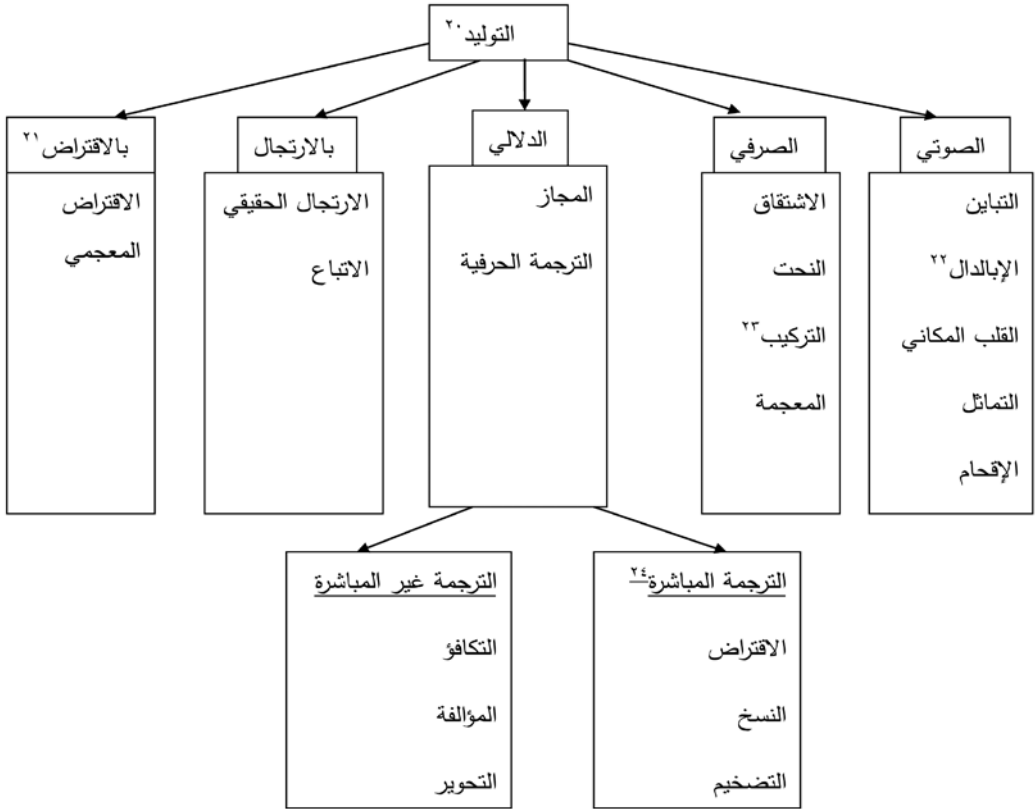 التوليد٢٠
الصوتي
التباين
الإبالدال٢٢
القلب المكاني
التماثل
الإقحام
الصرفي
الاشتقاق
النحت
التركيب٢٣
المعجمة
الدلالي
المجاز
الترجمة الحرفية
بالارتجال
الارتجال الحقيقي
الاتباع
بالاقتراض٢١
الاقتراض
المعجمي
الترجمة المباشرة٢٤
الاقتراض
النسخ
التضخيم
الترجمة غير المباشرة
التكافؤ
المؤالفة
التحوير